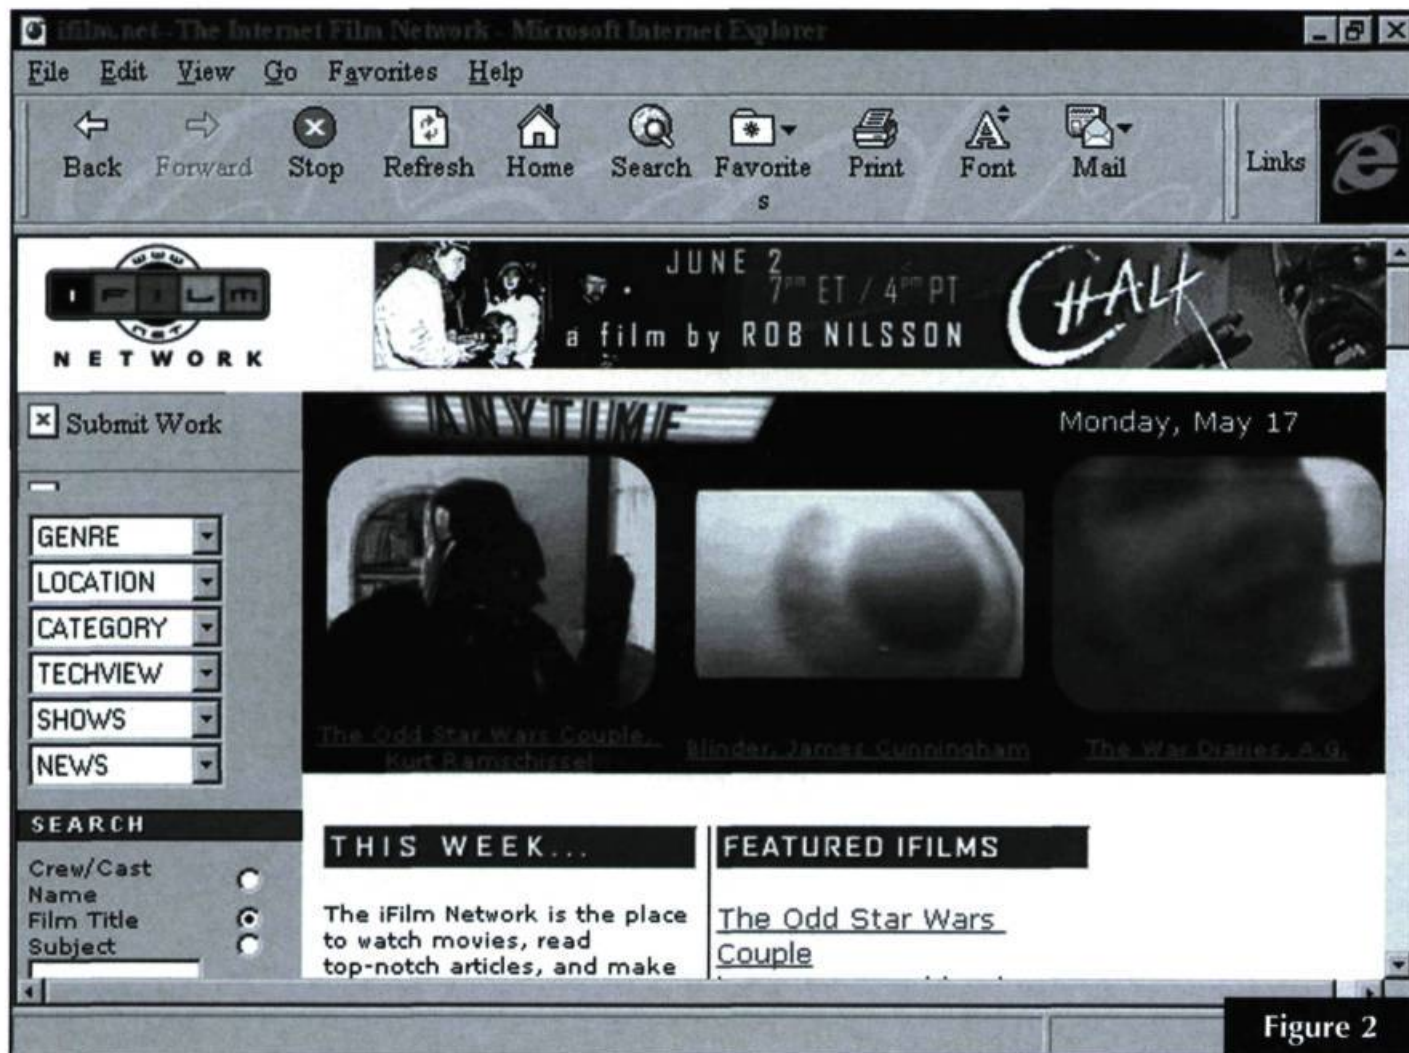 ifilm.net - The Internet Film Network - Microsoft Internet Explorer
File Edit View Go Favorites Help
Back Forward Stop Refresh Home Search Favorite
s Print Font Mail Links
www
IFILM
net
NETWORK
JUNE 2
7pm ET / 4pm PT
a film by ROB NILSSON
CHALK
Submit Work
ANYTIME
Monday, May 17
GENRE
LOCATION
CATEGORY
TECHVIEW
SHOWS
NEWS
The Odd Star Wars Couple,
Kurt Ramschissel
Blinder, James Cunningham
The War Diaries, A.G.
SEARCH
Crew/Cast
Name
Film Title
Subject
THIS WEEK...
The iFilm Network is the place
to watch movies, read
top-notch articles, and make
FEATURED IFILMS
The Odd Star Wars
Couple
Figure 2